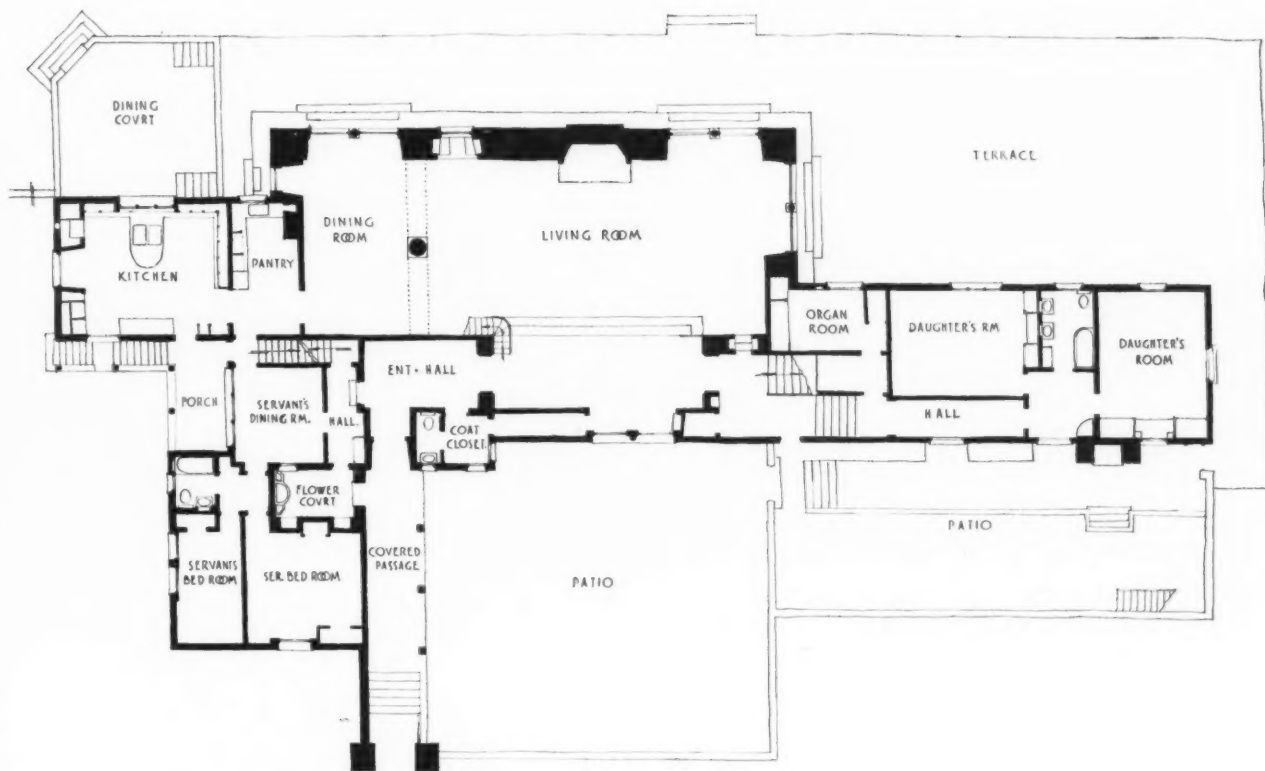 DINING
COVRT
TERRACE
DINING
ROOM
LIVING ROOM
PANTRY
KITCHEN
ORGAN
ROOM
DAUGHTER'S RM.
DAUGHTER'S
ROOM
ENT. HALL
PORCH
SERVANT'S
DINING RM.
HALL.
COAT
CLOSET.
HALL
FLOWER
COVRT
PATIO
COVERED
PASSAGE
SERVANTS
BED ROOM
SER. BED ROOM
PATIO